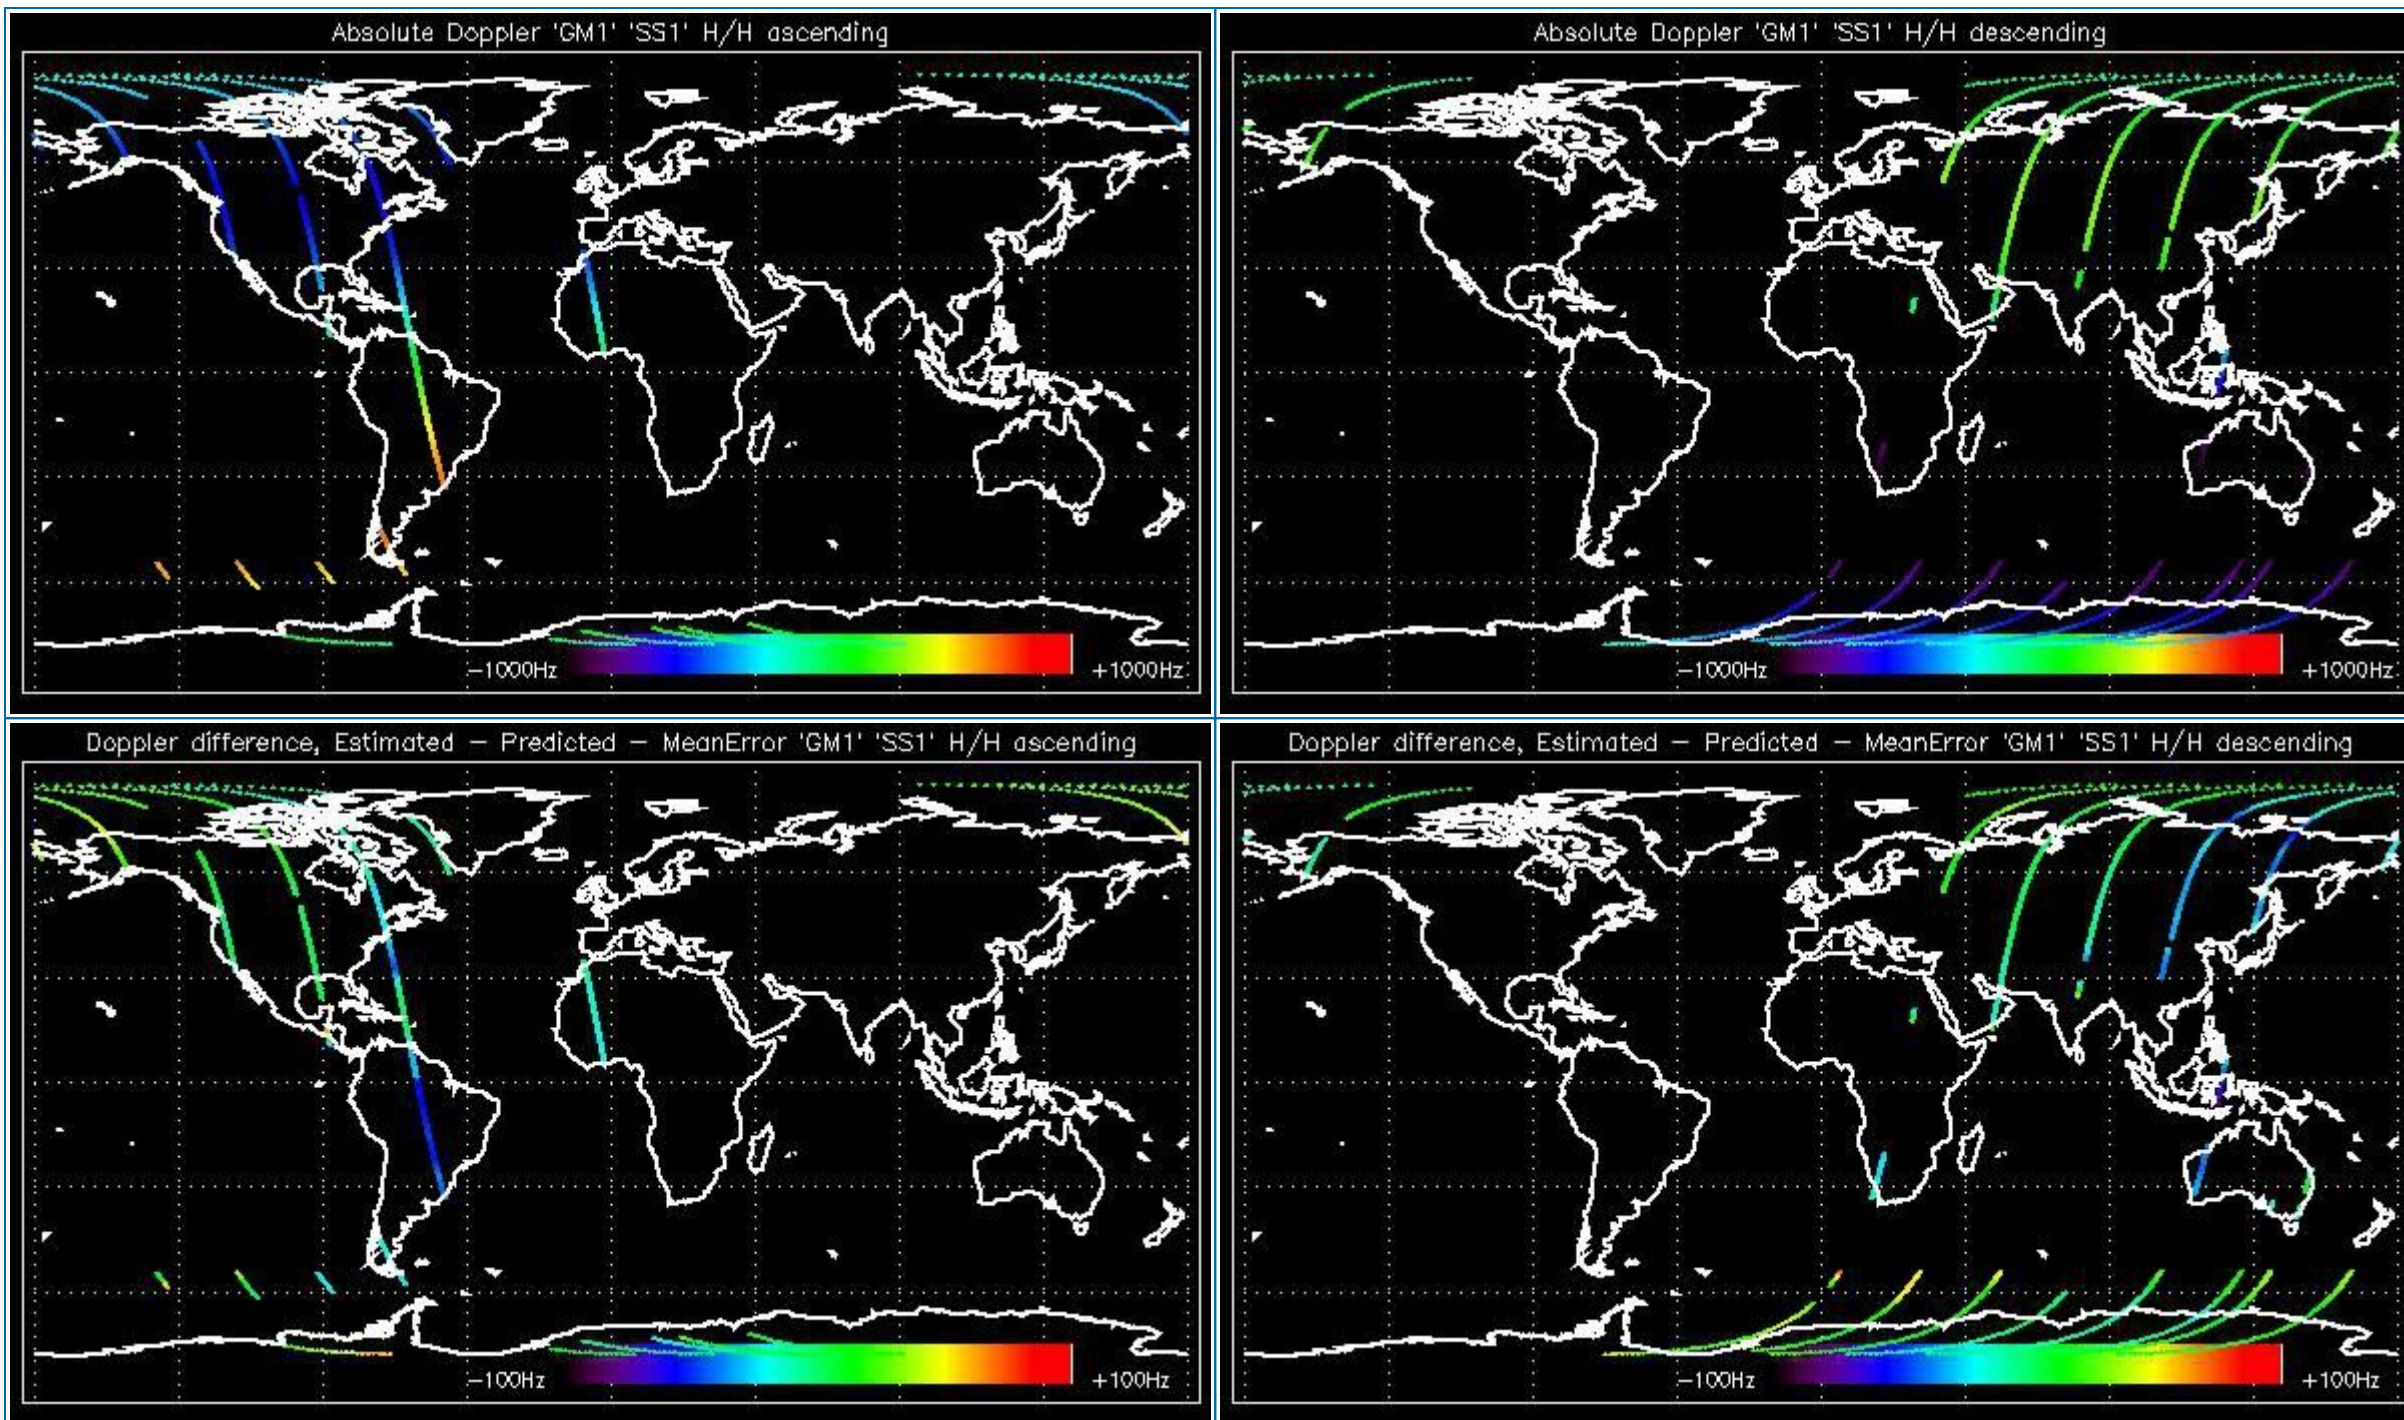 Absolute Doppler 'GM1' 'SS1' H/H ascending
-1000Hz
+1000Hz
Absolute Doppler 'GM1' 'SS1' H/H descending
-1000Hz
+1000Hz
Doppler difference, Estimated - Predicted - MeanError 'GM1' 'SS1' H/H ascending
-100Hz
+100Hz
Doppler difference, Estimated - Predicted - MeanError 'GM1' 'SS1' H/H descending
-100Hz
+100Hz